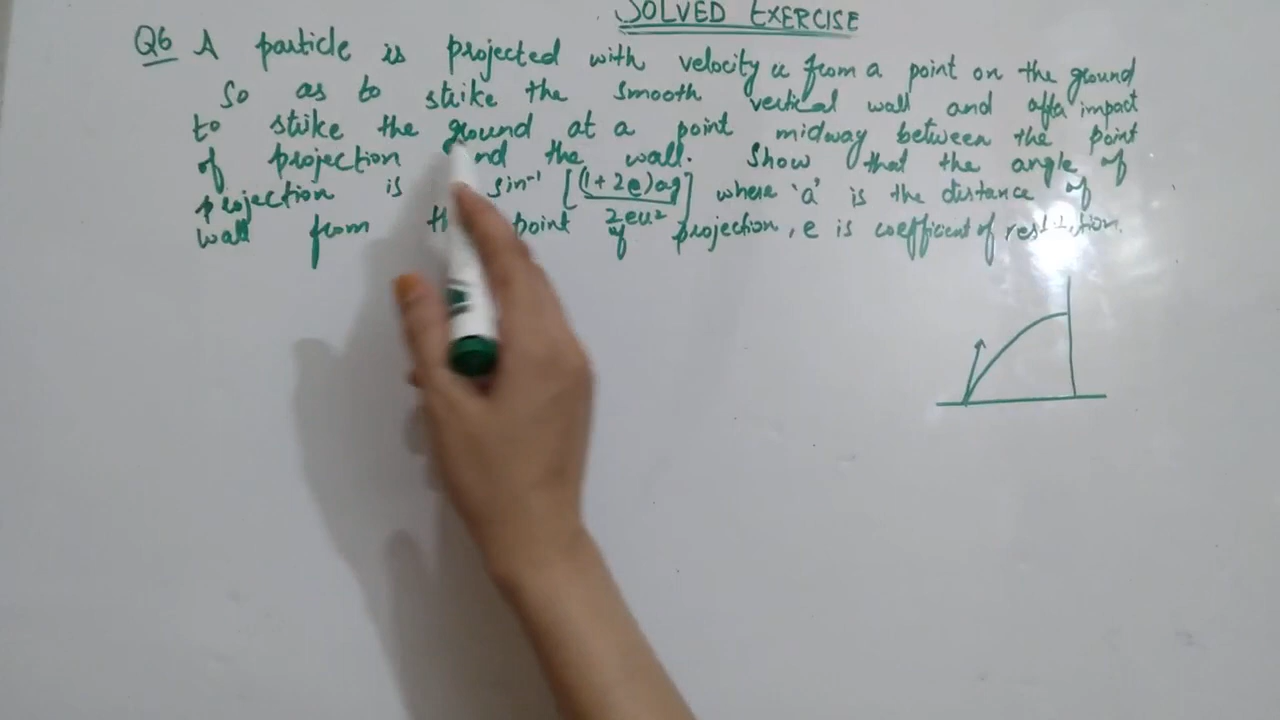 SOLVED EXERCISE
Q6 A particle is projected with velocity u from a point on the ground
so as to strike the smooth vertical wall and after impact
to strike the ground at a point midway between the point
of projection and the wall. Show that the angle of
projection is sin⁻¹ [(1+2e)ag / 2eu²] where 'a' is the distance of
wall from the point of projection, e is coefficient of restitution.